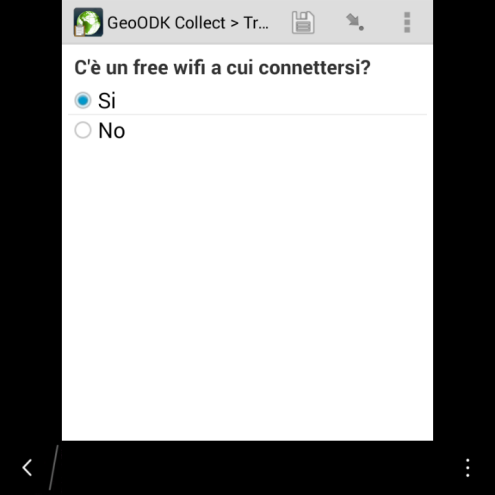 GeoODK Collect > Tr...
C'è un free wifi a cui connettersi?
Si
No